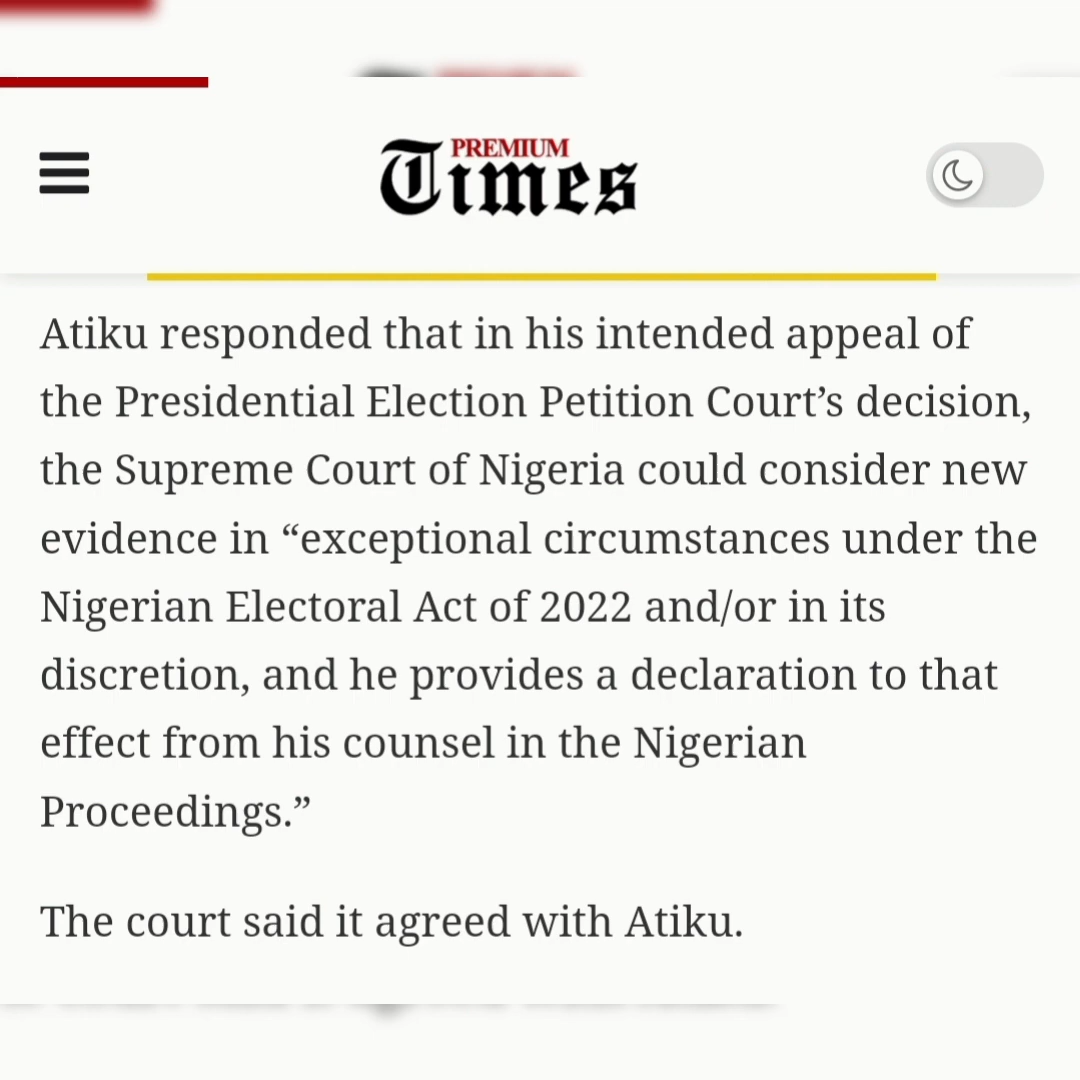 PREMIUM
Times
Atiku responded that in his intended appeal of
the Presidential Election Petition Court’s decision,
the Supreme Court of Nigeria could consider new
evidence in “exceptional circumstances under the
Nigerian Electoral Act of 2022 and/or in its
discretion, and he provides a declaration to that
effect from his counsel in the Nigerian
Proceedings.”
The court said it agreed with Atiku.